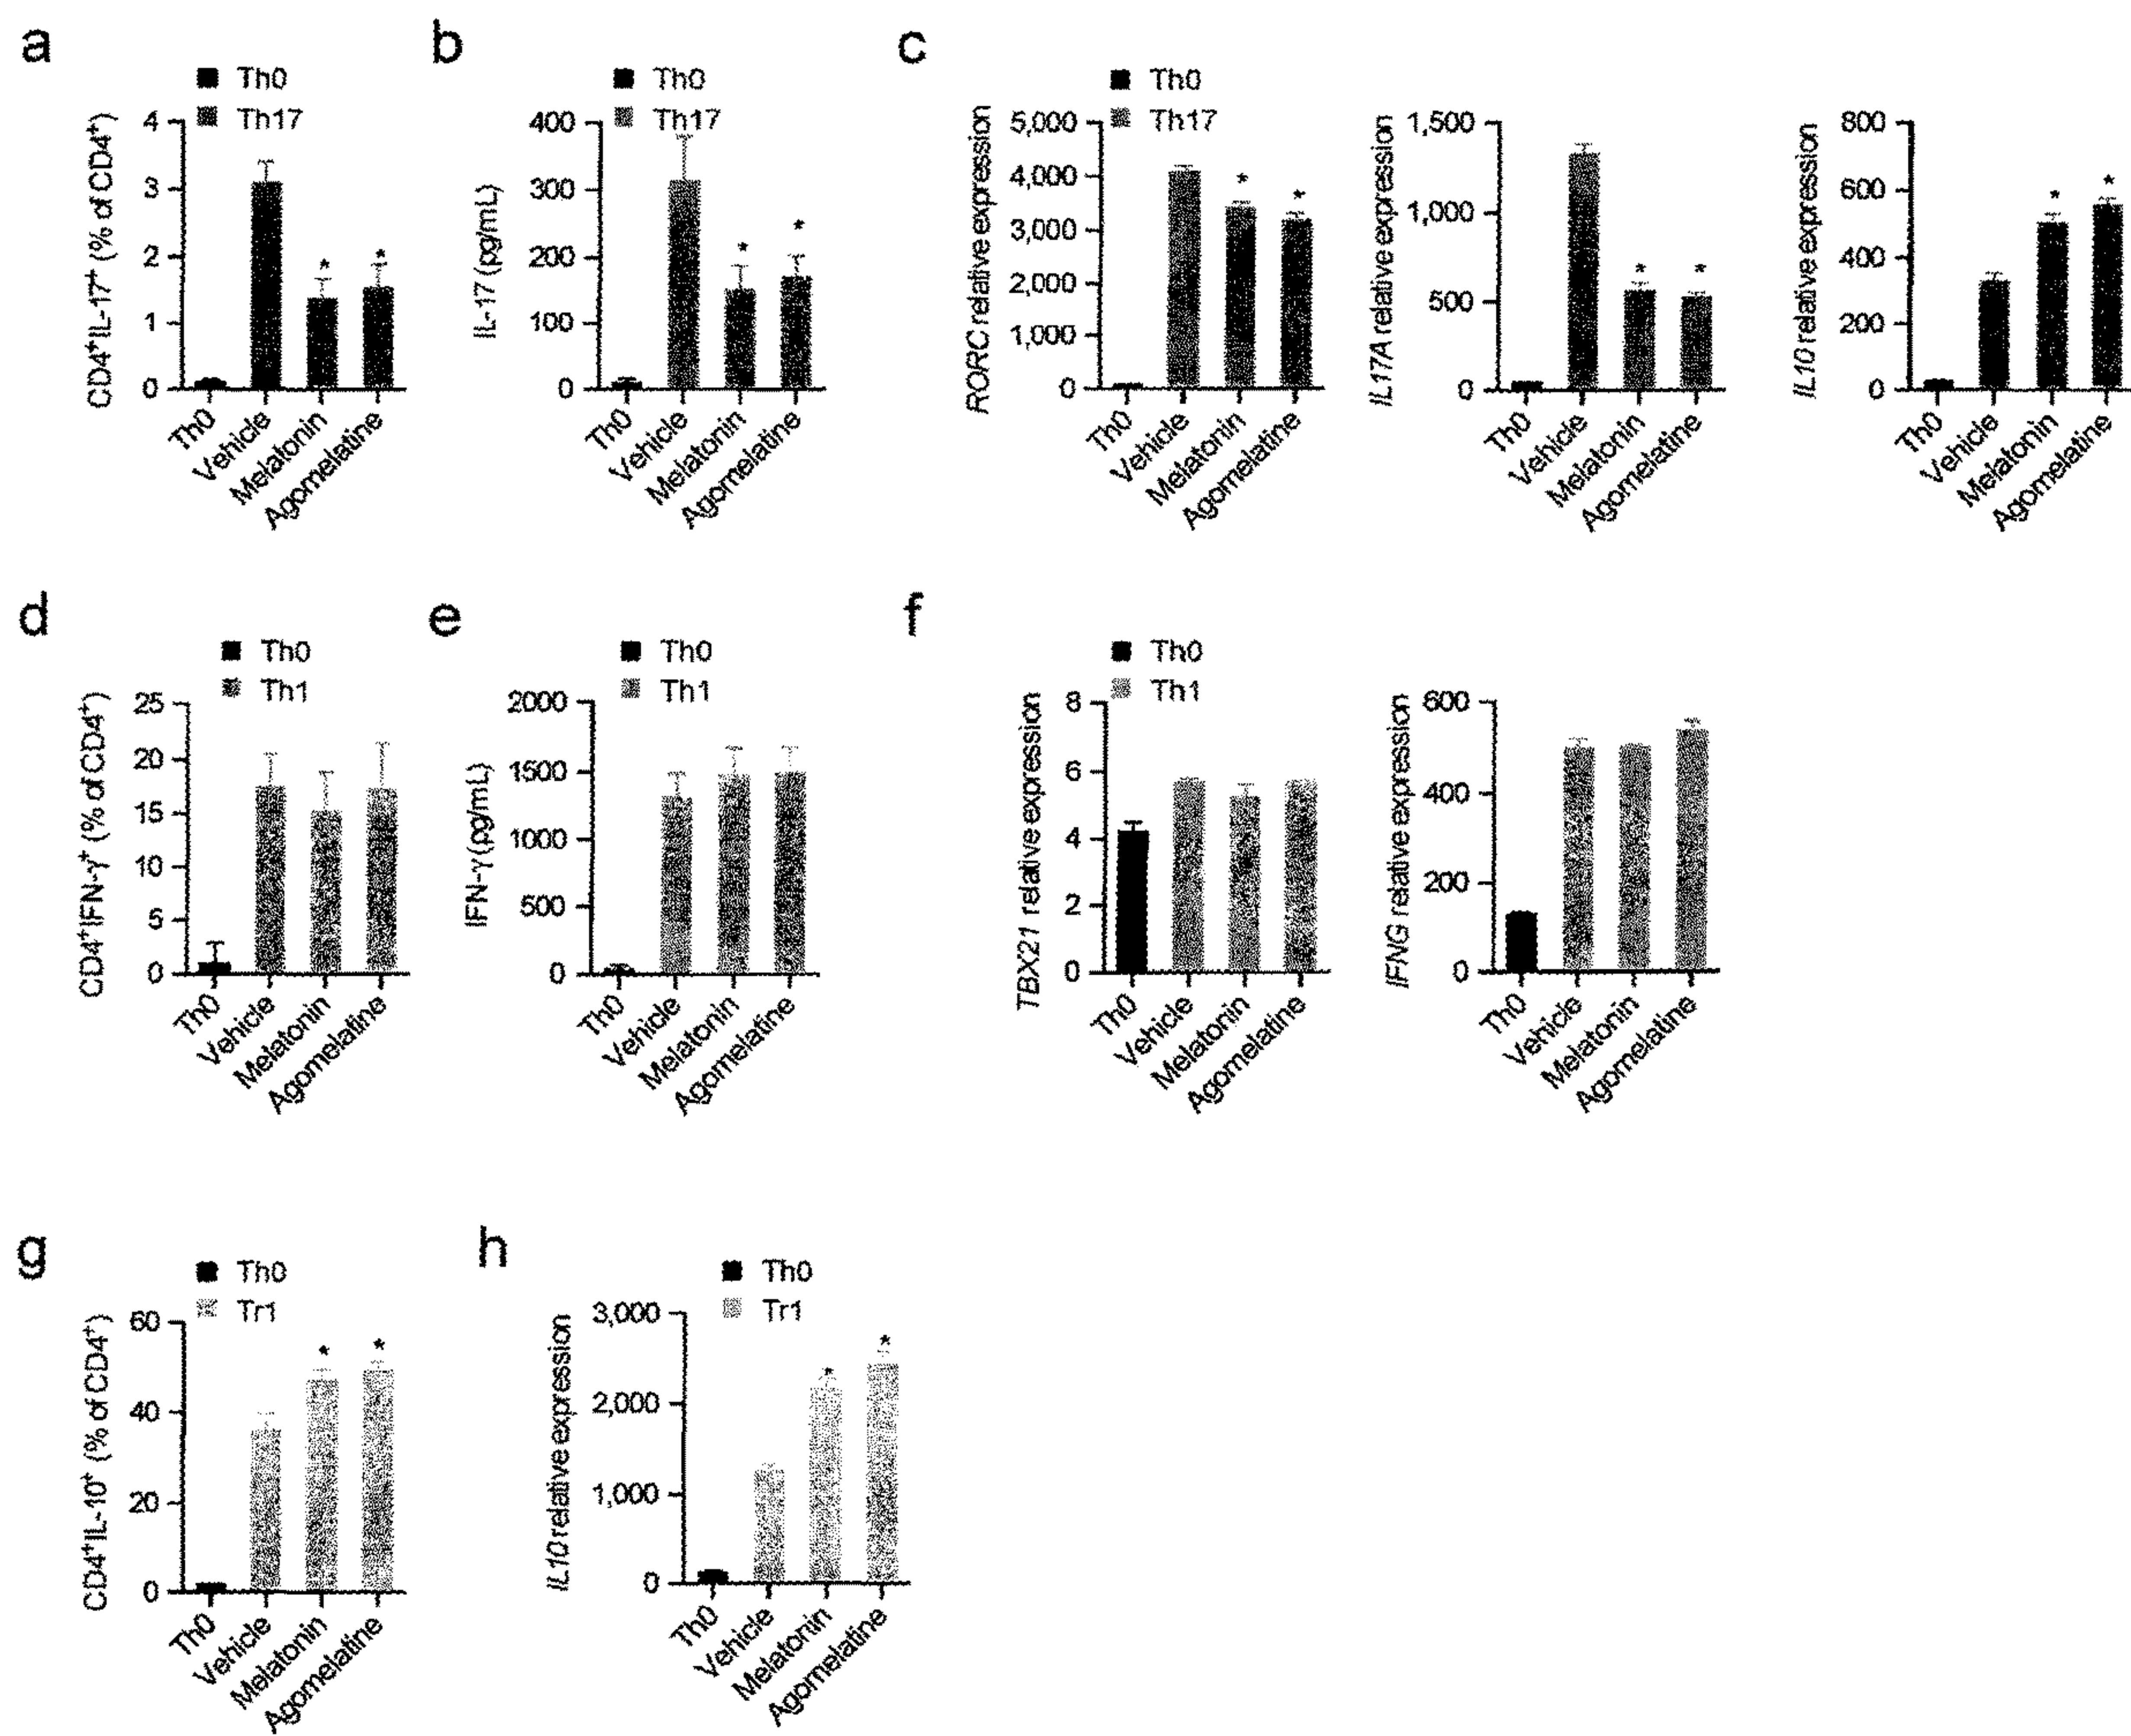 a
Th0
Th17
CD4+IL-17+ (% of CD4+)
4
3
2
1
0
*
*
Th0
Vehicle
Melatonin
Agomelatine
b
Th0
Th17
IL-17 (pg/mL)
400
300
200
100
0
*
*
Th0
Vehicle
Melatonin
Agomelatine
c
Th0
Th17
RORC relative expression
5,000
4,000
3,000
2,000
1,000
0
*
*
Th0
Vehicle
Melatonin
Agomelatine
IL17A relative expression
1,500
1,000
500
0
*
*
Th0
Vehicle
Melatonin
Agomelatine
IL10 relative expression
800
600
400
200
0
*
*
Th0
Vehicle
Melatonin
Agomelatine
d
Th0
Th1
CD4+IFN-γ+ (% of CD4+)
25
20
15
10
5
0
Th0
Vehicle
Melatonin
Agomelatine
e
Th0
Th1
IFN-γ (pg/mL)
2000
1500
1000
500
0
Th0
Vehicle
Melatonin
Agomelatine
f
Th0
Th1
TBX21 relative expression
8
6
4
2
0
Th0
Vehicle
Melatonin
Agomelatine
IFNG relative expression
600
400
200
0
Th0
Vehicle
Melatonin
Agomelatine
g
Th0
Tr1
CD4+IL-10+ (% of CD4+)
60
40
20
0
*
*
Th0
Vehicle
Melatonin
Agomelatine
h
Th0
Tr1
IL10 relative expression
3,000
2,000
1,000
0
*
*
Th0
Vehicle
Melatonin
Agomelatine